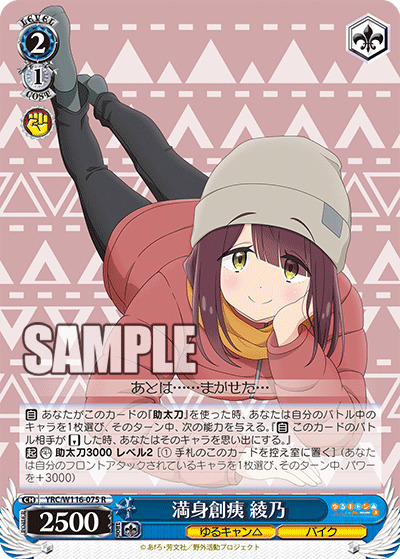 LEVEL
2
1
COST
SAMPLE
あとは……まかせた…
自 あなたがこのカードの『助太刀』を使った時、あなたは自分のバトル中の
キャラを1枚選び、そのターン中、次の能力を与える。『自 このカードのバ
トル相手が した時、あなたはそのキャラを思い出にする。』
起 助太刀3000 レベル2 [① 手札のこのカードを控え室に置く] (あなた
は自分のフロントアタックされているキャラを1枚選び、そのターン中、パワー
を+3000)
CH YRC/W116-075 R
2500
満身創痍 綾乃
ゆるキャン△
バイク
ゆるキャン△
©あfろ・芳文社／野外活動プロジェクト